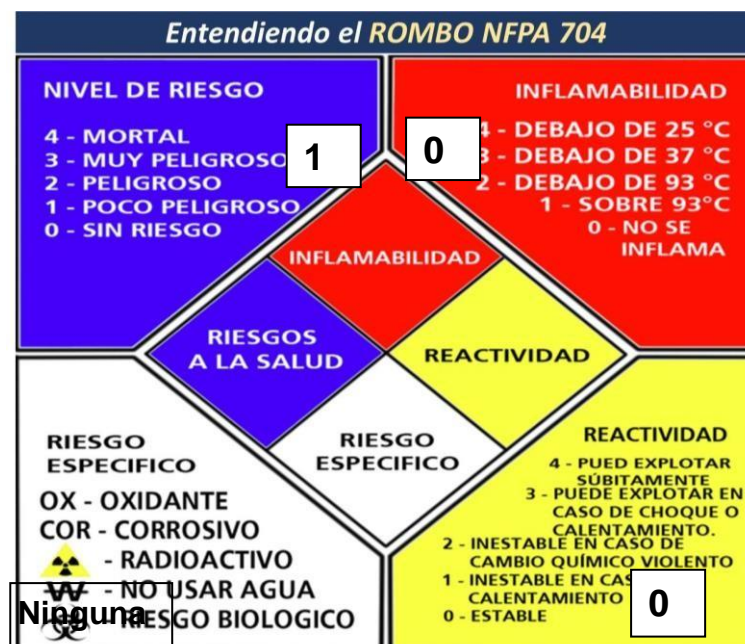 Entendiendo el ROMBO NFPA 704
NIVEL DE RIESGO
4 - MORTAL
3 - MUY PELIGROSO
2 - PELIGROSO
1 - POCO PELIGROSO
0 - SIN RIESGO
1
0
INFLAMABILIDAD
4 - DEBAJO DE 25 °C
3 - DEBAJO DE 37 °C
2 - DEBAJO DE 93 °C
1 - SOBRE 93°C
0 - NO SE
INFLAMA
INFLAMABILIDAD
RIESGOS
A LA SALUD
REACTIVIDAD
RIESGO
ESPECIFICO
RIESGO
ESPECIFICO
OX - OXIDANTE
COR - CORROSIVO
- RADIOACTIVO
W - NO USAR AGUA
- RIESGO BIOLOGICO
Ninguna
REACTIVIDAD
4 - PUED EXPLOTAR
SÚBITAMENTE
3 - PUEDE EXPLOTAR EN
CASO DE CHOQUE O
CALENTAMIENTO.
2 - INESTABLE EN CASO DE
CAMBIO QUÍMICO VIOLENTO
1 - INESTABLE EN CAS
CALENTAMIENTO
0 - ESTABLE
0